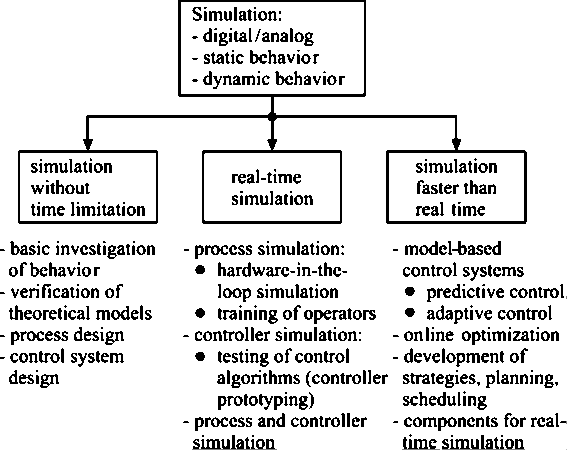 Simulation:
- digital/analog
- static behavior
- dynamic behavior
simulation
without
time limitation
real-time
simulation
simulation
faster than
real time
- basic investigation
of behavior
- verification of
theoretical models
- process design
- control system
design
- process simulation:
• hardware-in-the-
loop simulation
• training of operators
- controller simulation:
• testing of control
algorithms (controller
prototyping)
- process and controller
simulation
- model-based
control systems
• predictive control,
• adaptive control
- online optimization
- development of
strategies, planning,
scheduling
- components for real-
time simulation